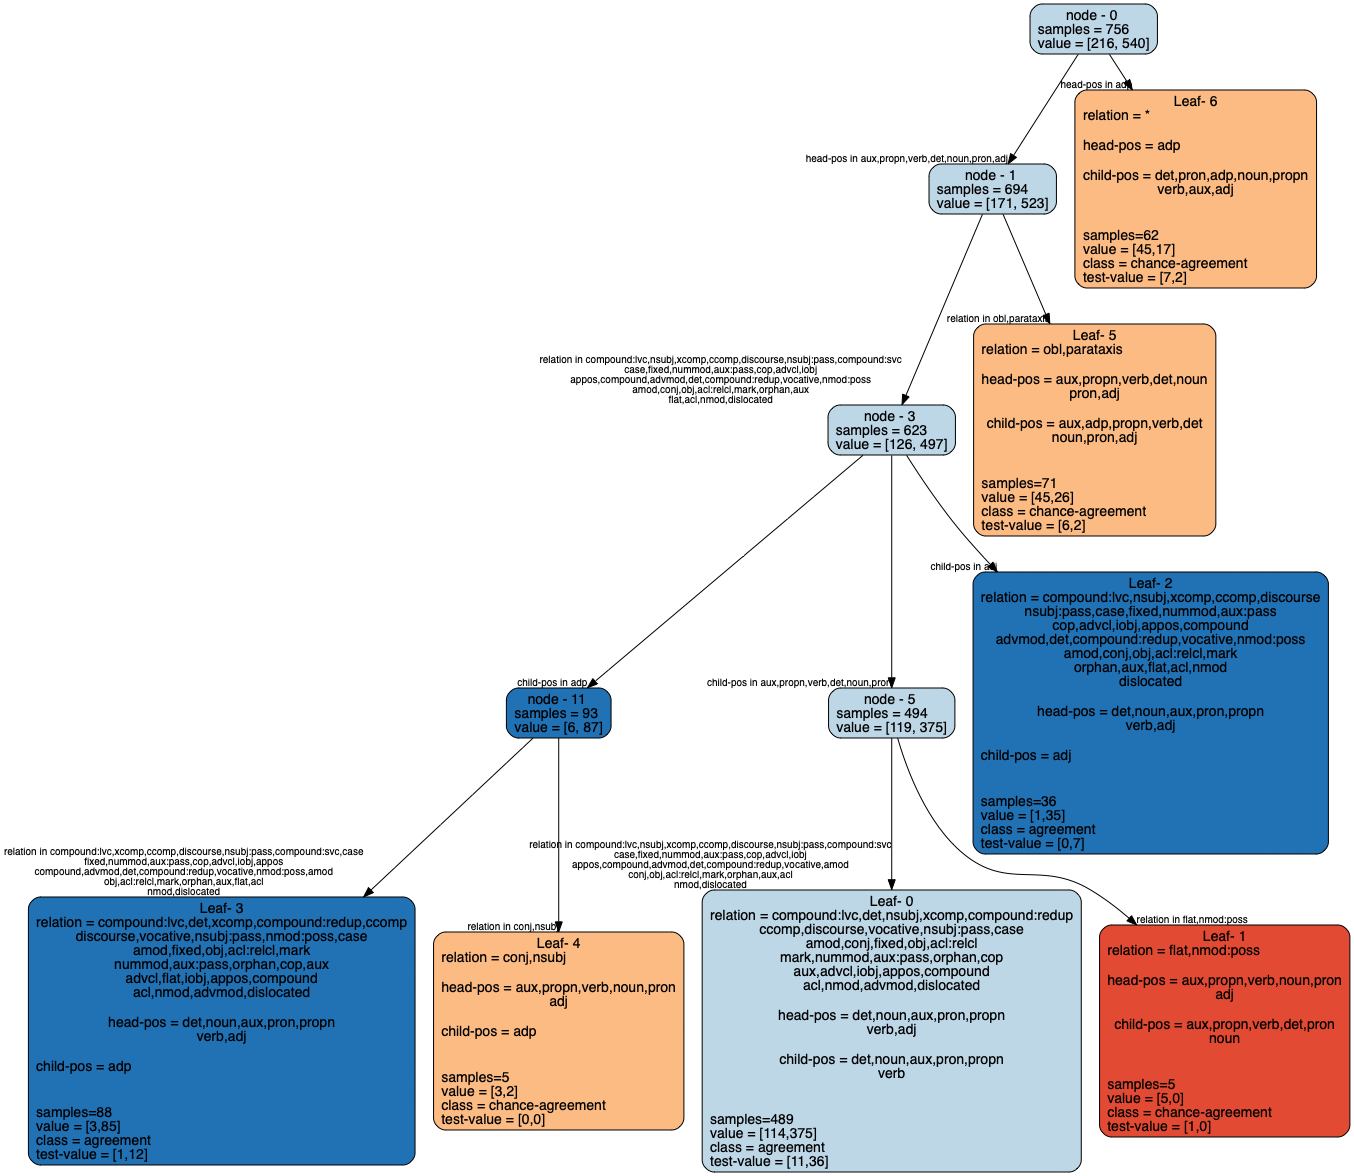 node - 0
samples = 756
value = [216, 540]
head-pos in adp
Leaf- 6
relation = *
head-pos = adp
child-pos = det,pron,adp,noun,propn
verb,aux,adj
samples=62
value = [45,17]
class = chance-agreement
test-value = [7,2]
head-pos in aux,propn,verb,det,noun,pron,adj
node - 1
samples = 694
value = [171, 523]
relation in obl,parataxis
Leaf- 5
relation = obl,parataxis
head-pos = aux,propn,verb,det,noun
pron,adj
child-pos = aux,adp,propn,verb,det
noun,pron,adj
samples=71
value = [45,26]
class = chance-agreement
test-value = [6,2]
relation in compound:lvc,nsubj,xcomp,ccomp,discourse,nsubj:pass,compound:svc
case,fixed,nummod,aux:pass,cop,advcl,iobj
appos,compound,advmod,det,compound:redup,vocative,nmod:poss
amod,conj,obj,acl:relcl,mark,orphan,aux
flat,acl,nmod,dislocated
node - 3
samples = 623
value = [126, 497]
child-pos in adj
Leaf- 2
relation = compound:lvc,nsubj,xcomp,ccomp,discourse
nsubj:pass,case,fixed,nummod,aux:pass
cop,advcl,iobj,appos,compound
advmod,det,compound:redup,vocative,nmod:poss
amod,conj,obj,acl:relcl,mark
orphan,aux,flat,acl,nmod
dislocated
head-pos = det,noun,aux,pron,propn
verb,adj
child-pos = adj
samples=36
value = [1,35]
class = agreement
test-value = [0,7]
child-pos in adp
node - 11
samples = 93
value = [6, 87]
child-pos in aux,propn,verb,det,noun,pron
node - 5
samples = 494
value = [119, 375]
relation in compound:lvc,xcomp,ccomp,discourse,nsubj:pass,compound:svc,case
fixed,nummod,aux:pass,cop,advcl,iobj,appos
compound,advmod,det,compound:redup,vocative,nmod:poss,amod
obj,acl:relcl,mark,orphan,aux,flat,acl
nmod,dislocated
Leaf- 3
relation = compound:lvc,det,xcomp,compound:redup,ccomp
discourse,vocative,nsubj:pass,nmod:poss,case
amod,fixed,obj,acl:relcl,mark
nummod,aux:pass,orphan,cop,aux
advcl,flat,iobj,appos,compound
acl,nmod,advmod,dislocated
head-pos = det,noun,aux,pron,propn
verb,adj
child-pos = adp
samples=88
value = [3,85]
class = agreement
test-value = [1,12]
relation in conj,nsubj
Leaf- 4
relation = conj,nsubj
head-pos = aux,propn,verb,noun,pron
adj
child-pos = adp
samples=5
value = [3,2]
class = chance-agreement
test-value = [0,0]
relation in compound:lvc,nsubj,xcomp,ccomp,discourse,nsubj:pass,compound:svc
case,fixed,nummod,aux:pass,cop,advcl,iobj
appos,compound,advmod,det,compound:redup,vocative,amod
conj,obj,acl:relcl,mark,orphan,aux,acl
nmod,dislocated
Leaf- 0
relation = compound:lvc,det,nsubj,xcomp,compound:redup
ccomp,discourse,vocative,nsubj:pass,case
amod,conj,fixed,obj,acl:relcl
mark,nummod,aux:pass,orphan,cop
aux,advcl,iobj,appos,compound
acl,nmod,advmod,dislocated
head-pos = det,noun,aux,pron,propn
verb,adj
child-pos = det,noun,aux,pron,propn
verb
samples=489
value = [114,375]
class = agreement
test-value = [11,36]
relation in flat,nmod:poss
Leaf- 1
relation = flat,nmod:poss
head-pos = aux,propn,verb,noun,pron
adj
child-pos = aux,propn,verb,det,pron
noun
samples=5
value = [5,0]
class = chance-agreement
test-value = [1,0]